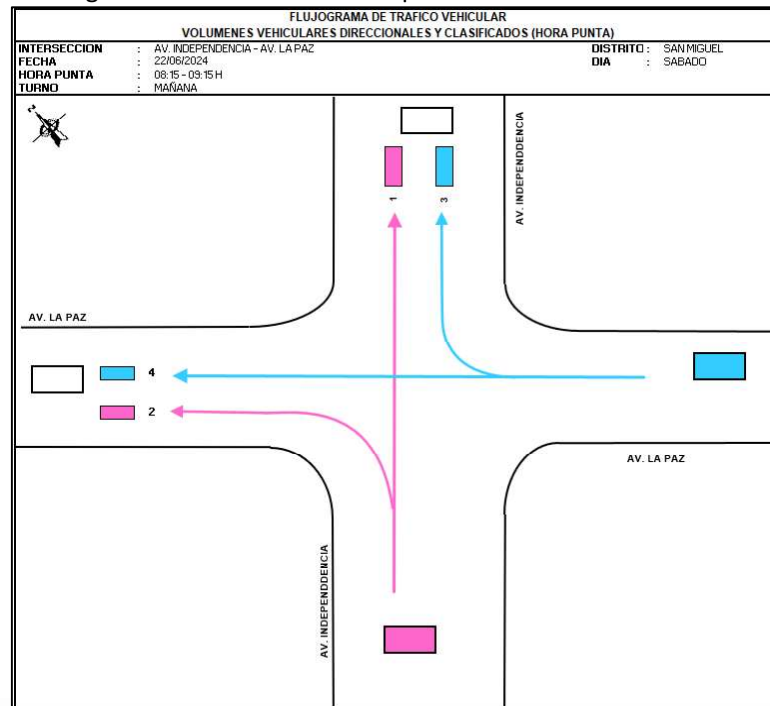 FLUJOGRAMA DE TRAFICO VEHICULAR
VOLUMENES VEHICULARES DIRECCIONALES Y CLASIFICADOS (HORA PUNTA)
INTERSECCION : AV. INDEPENDENCIA - AV. LA PAZ DISTRITO : SAN MIGUEL
FECHA : 22/06/2024 DIA : SABADO
HORA PUNTA : 08:15 - 09:15 H
TURNO : MAÑANA
AV. INDEPENDDENCIA
1 3
AV. LA PAZ
4
2
AV. LA PAZ
AV. INDEPENDDENCIA